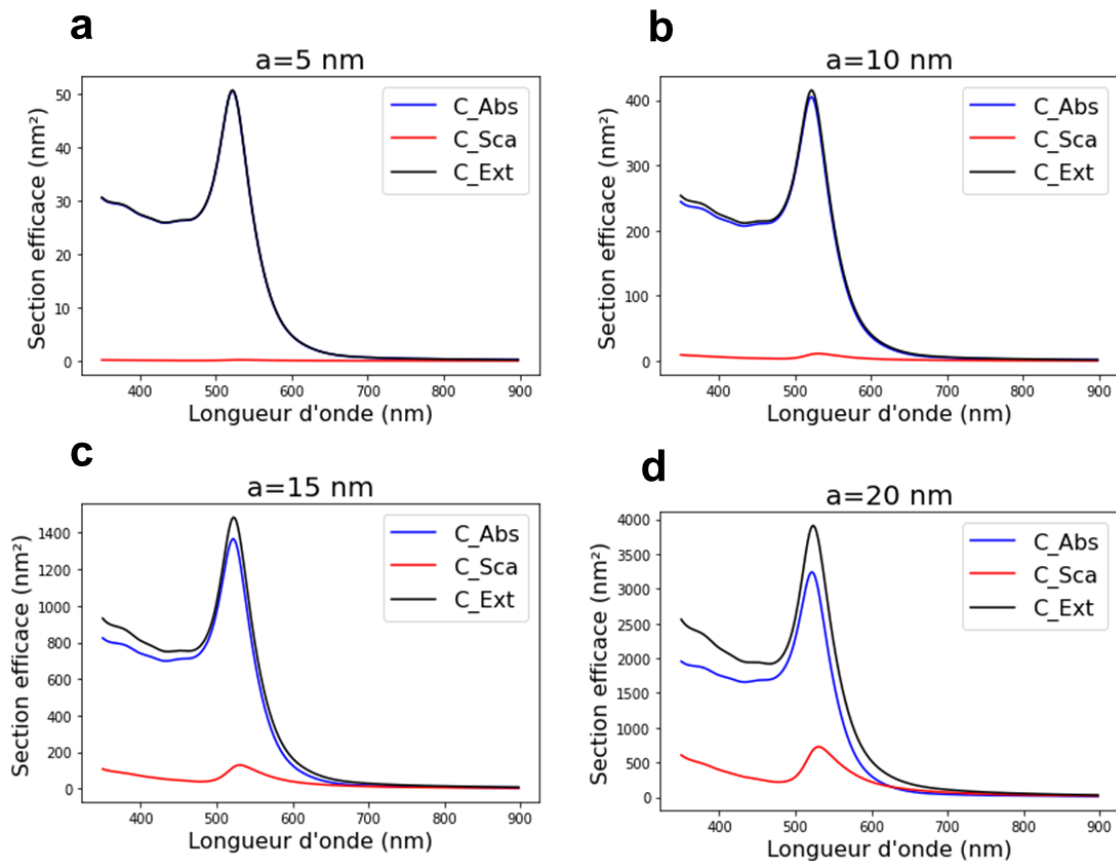 a
a=5 nm
Section efficace (nm²)
50
40
30
20
10
0
C_Abs
C_Sca
C_Ext
400 500 600 700 800 900
Longueur d'onde (nm)
b
a=10 nm
Section efficace (nm²)
400
300
200
100
0
C_Abs
C_Sca
C_Ext
400 500 600 700 800 900
Longueur d'onde (nm)
c
a=15 nm
Section efficace (nm²)
1400
1200
1000
800
600
400
200
0
C_Abs
C_Sca
C_Ext
400 500 600 700 800 900
Longueur d'onde (nm)
d
a=20 nm
Section efficace (nm²)
4000
3500
3000
2500
2000
1500
1000
500
0
C_Abs
C_Sca
C_Ext
400 500 600 700 800 900
Longueur d'onde (nm)